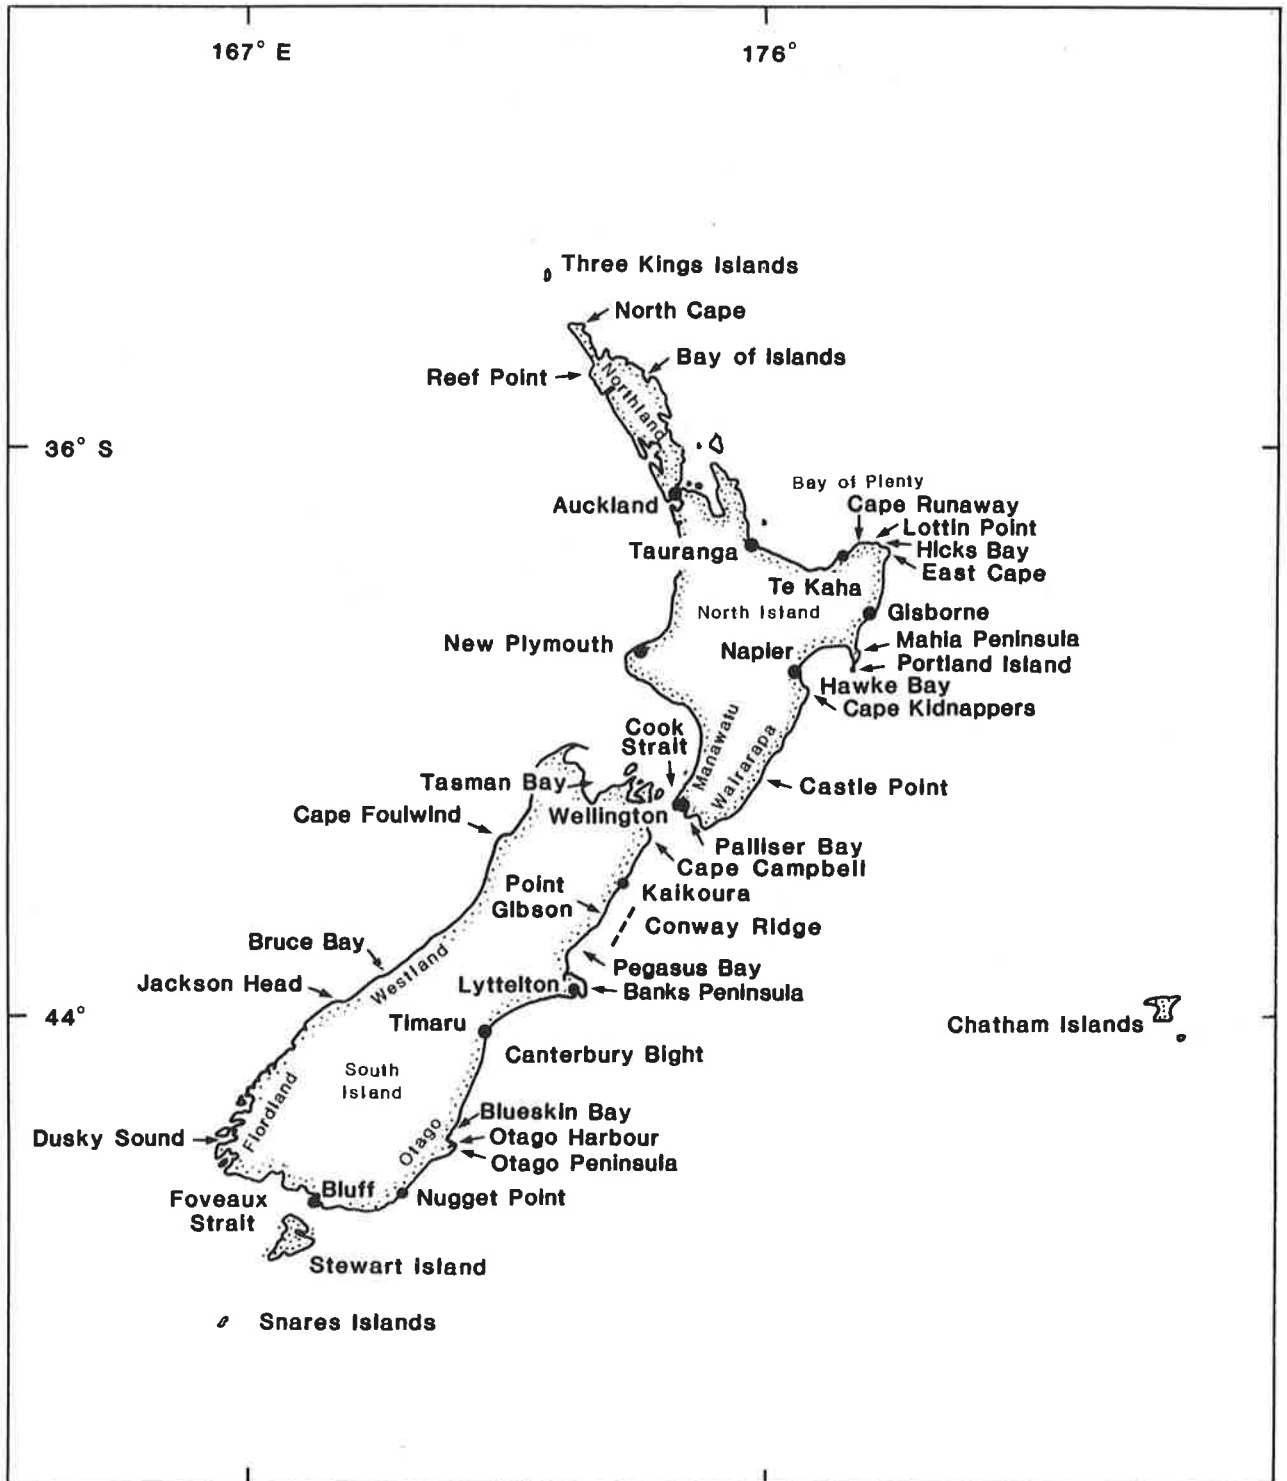 167° E
176°
Three Kings Islands
North Cape
Bay of Islands
Reef Point
Northland
36° S
Bay of Plenty
Cape Runaway
Auckland
Lottin Point
Tauranga
Hicks Bay
East Cape
Te Kaha
North Island
Gisborne
New Plymouth
Mahia Peninsula
Napier
Portland Island
Hawke Bay
Cape Kidnappers
Cook
Strait
Manawatu
Wairarapa
Tasman Bay
Castle Point
Cape Foulwind
Wellington
Palliser Bay
Cape Campbell
Point
Gibson
Kaikoura
Conway Ridge
Bruce Bay
Westland
Pegasus Bay
Jackson Head
Lyttelton
Banks Peninsula
44°
Timaru
Chatham Islands
Canterbury Bight
South
Island
Fiordland
Blueskin Bay
Dusky Sound
Otago
Otago Harbour
Otago Peninsula
Bluff
Nugget Point
Foveaux
Strait
Stewart Island
Snares Islands